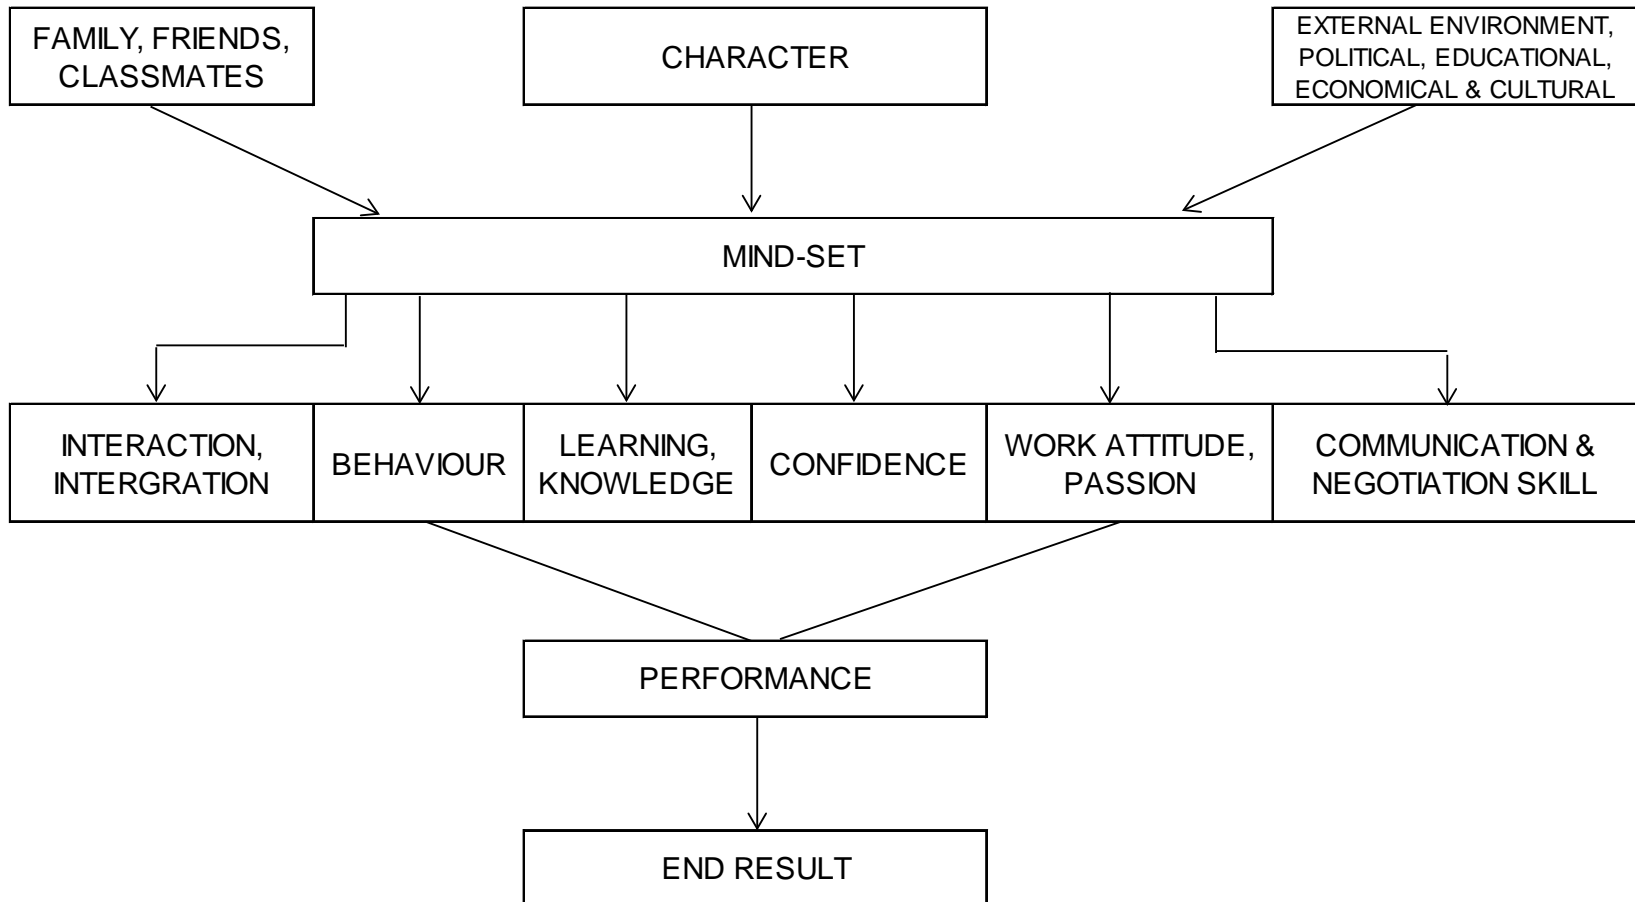 FAMILY, FRIENDS,
CLASSMATES
CHARACTER
EXTERNAL ENVIRONMENT,
POLITICAL, EDUCATIONAL,
ECONOMICAL & CULTURAL
MIND-SET
INTERACTION,
INTERGRATION
BEHAVIOUR
LEARNING,
KNOWLEDGE
CONFIDENCE
WORK ATTITUDE,
PASSION
COMMUNICATION &
NEGOTIATION SKILL
PERFORMANCE
END RESULT